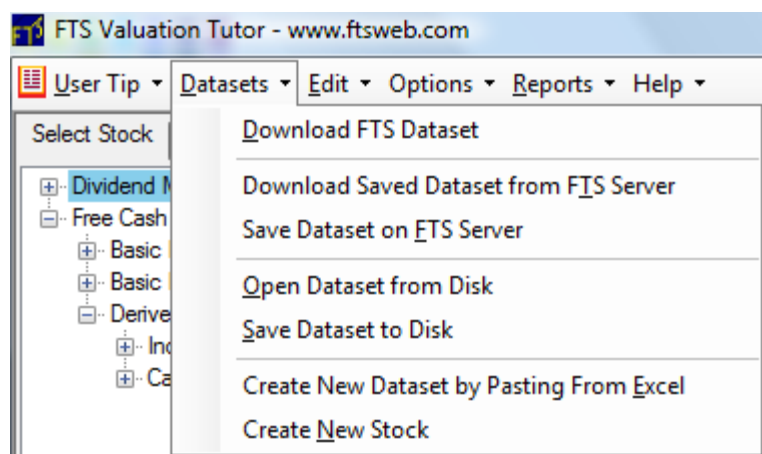 FTS FTS Valuation Tutor - www.ftsweb.com
User Tip Datasets Edit Options Reports Help
Select Stock
Download FTS Dataset
Dividend
Download Saved Dataset from FTS Server
Free Cash
Save Dataset on FTS Server
Basic
Basic
Open Dataset from Disk
Save Dataset to Disk
Create New Dataset by Pasting From Excel
Create New Stock